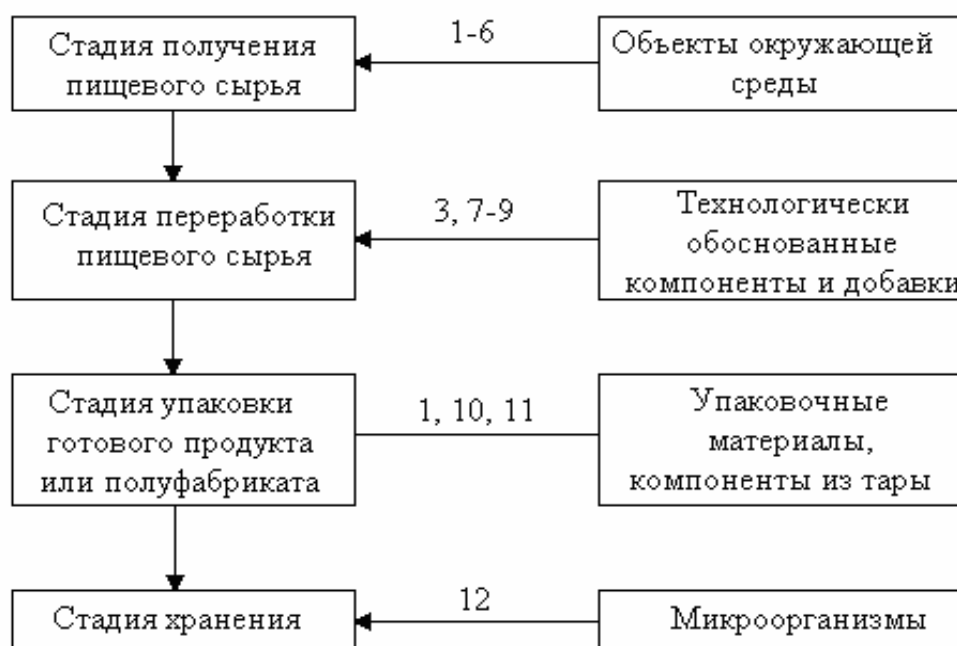 Стадия получения
пищевого сырья
1-6
Объекты окружающей
среды
Стадия переработки
пищевого сырья
3, 7-9
Технологически
обоснованные
компоненты и добавки
Стадия упаковки
готового продукта
или полуфабриката
1, 10, 11
Упаковочные
материалы,
компоненты из тары
Стадия хранения
12
Микроорганизмы